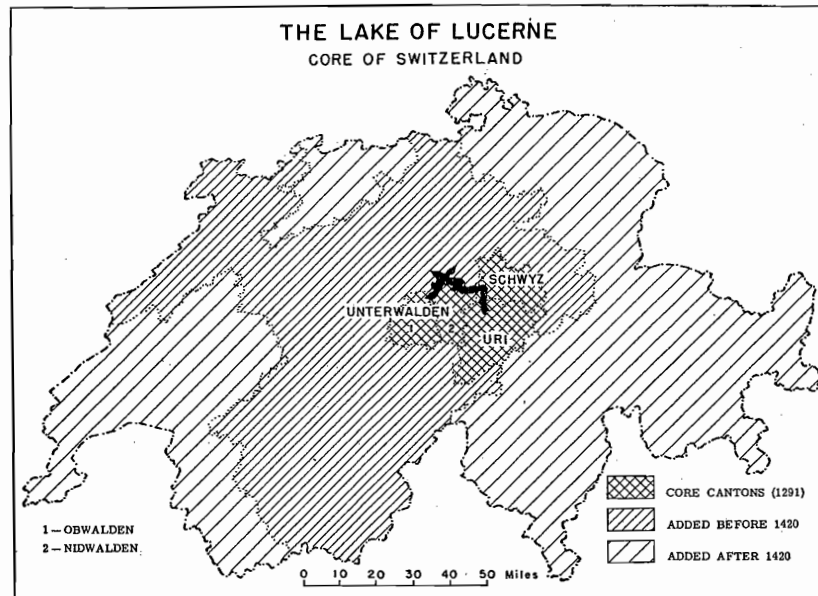 THE LAKE OF LUCERNE
CORE OF SWITZERLAND
SCHWYZ
UNTERWALDEN
1
2
URI
CORE CANTONS (1291)
ADDED BEFORE 1420
ADDED AFTER 1420
1 — OBWALDEN
2 — NIDWALDEN
0 10 20 30 40 50 Miles